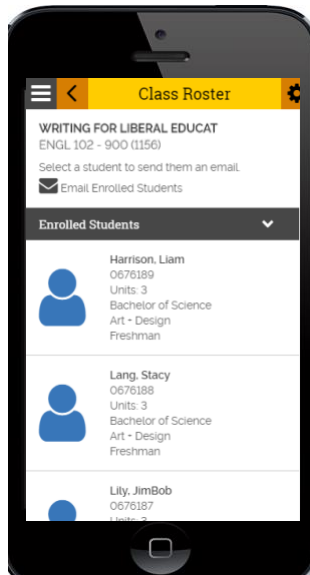 Class Roster
WRITING FOR LIBERAL EDUCAT
ENGL 102 - 900 (1156)
Select a student to send them an email.
Email Enrolled Students
Enrolled Students
Harrison, Liam
0676189
Units: 3
Bachelor of Science
Art - Design
Freshman
Lang, Stacy
0676188
Units: 3
Bachelor of Science
Art - Design
Freshman
Lily, JimBob
0676187
Units: 3